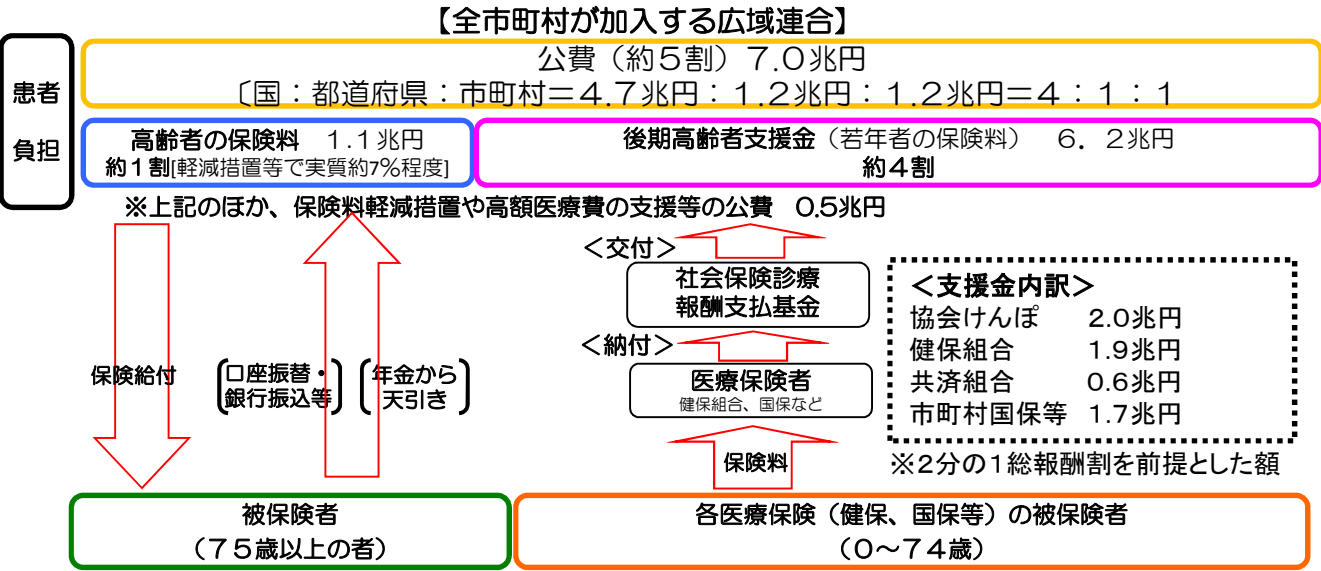 【全市町村が加入する広域連合】
患者
負担
公費（約５割）７.０兆円
〔国：都道府県：市町村＝４.７兆円：１.２兆円：１.２兆円＝４：１：１
高齢者の保険料　１.１兆円
約１割[軽減措置等で実質約7％程度]
後期高齢者支援金（若年者の保険料）　６．２兆円
約４割
※上記のほか、保険料軽減措置や高額医療費の支援等の公費　0.5兆円
＜交付＞
社会保険診療
報酬支払基金
＜納付＞
医療保険者
健保組合、国保など
保険料
保険給付
口座振替・
銀行振込等
年金から
天引き
＜支援金内訳＞
協会けんぽ　2.0兆円
健保組合　1.9兆円
共済組合　0.6兆円
市町村国保等　1.7兆円
※２分の１総報酬割を前提とした額
被保険者
（７５歳以上の者）
各医療保険（健保、国保等）の被保険者
（０～７４歳）